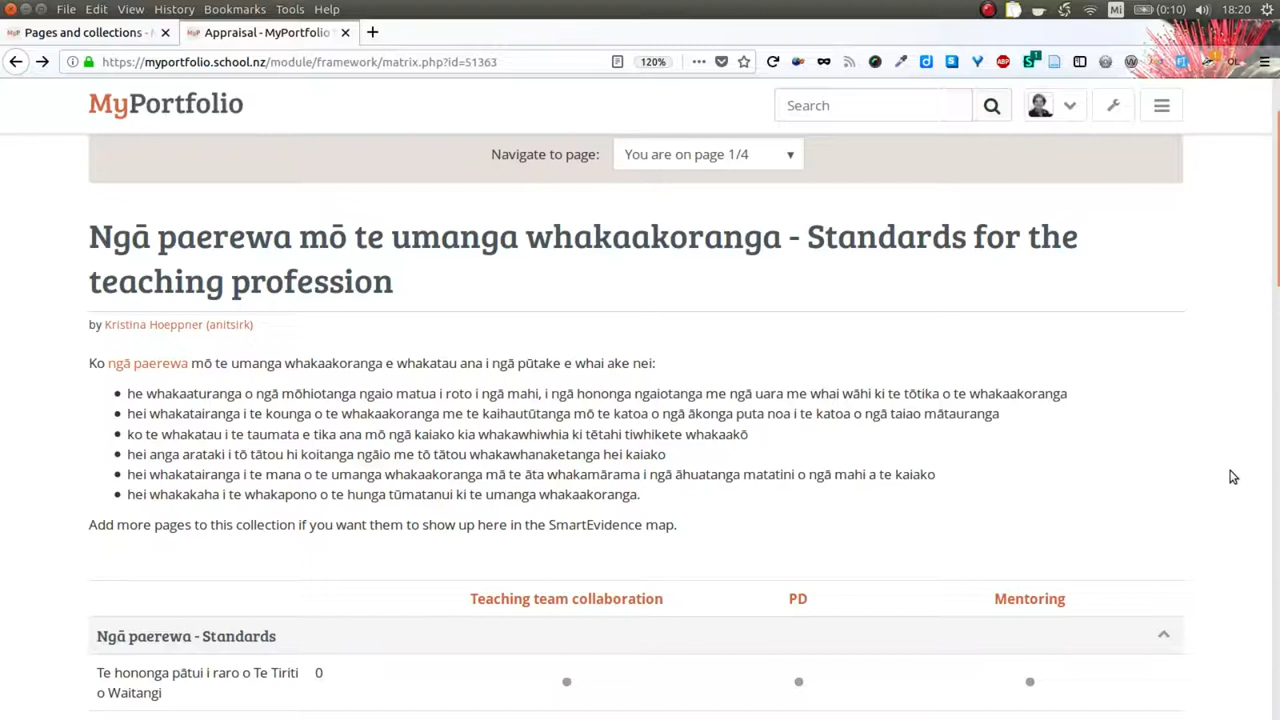 File Edit View History Bookmarks Tools Help
Mi (0:10) 18:20
Pages and collections -
Appraisal - MyPortfolio
https://myportfolio.school.nz/module/framework/matrix.php?id=51363
120%
MyPortfolio
Search
Navigate to page: You are on page 1/4
Ngā paerewa mō te umanga whakaakoranga - Standards for the
teaching profession
by Kristina Hoeppner (anitsirk)
Ko ngā paerewa mō te umanga whakaakoranga e whakatau ana i ngā pūtake e whai ake nei:
he whakaaturanga o ngā mōhiotanga ngaio matua i roto i ngā mahi, i ngā hononga ngaiotanga me ngā uara me whai wāhi ki te tōtika o te whakaakoranga
hei whakatairanga i te kounga o te whakaakoranga me te kaihautūtanga mō te katoa o ngā ākonga puta noa i te katoa o ngā taiao mātauranga
ko te whakatau i te taumata e tika ana mō ngā kaiako kia whakawhiwhia ki tētahi tiwhikete whakaakō
hei anga arataki i tō tātou hi koitanga ngāio me tō tātou whakawhanaketanga hei kaiako
hei whakatairanga i te mana o te umanga whakaakoranga mā te āta whakamārama i ngā āhuatanga matatini o ngā mahi a te kaiako
hei whakakaha i te whakapono o te hunga tūmatanui ki te umanga whakaakoranga.
Add more pages to this collection if you want them to show up here in the SmartEvidence map.
Teaching team collaboration PD Mentoring
Ngā paerewa - Standards
Te hononga pātui i raro o Te Tiriti 0
o Waitangi